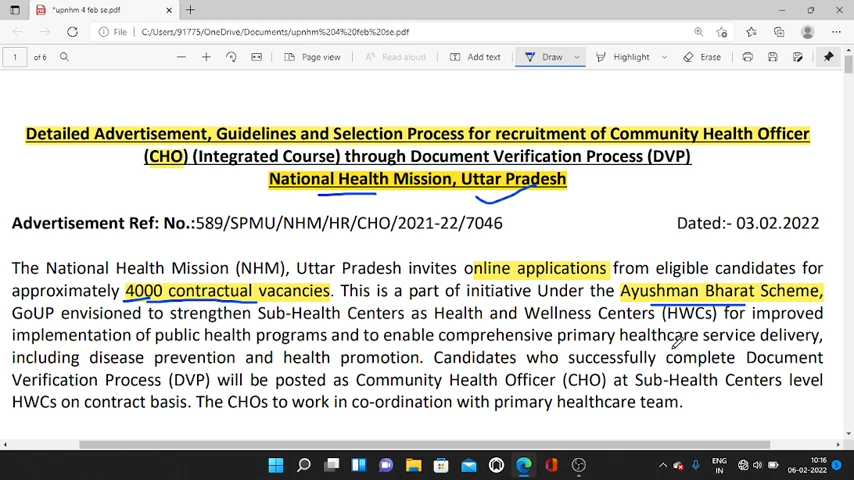 *upnhm 4 feb se.pdf
File
C:/Users/91775/OneDrive/Documents/upnhm%204%20feb%20se.pdf
1 of 6
Page view
Read aloud
Add text
Draw
Highlight
Erase
Detailed Advertisement, Guidelines and Selection Process for recruitment of Community Health Officer
(CHO) (Integrated Course) through Document Verification Process (DVP)
National Health Mission, Uttar Pradesh
Advertisement Ref: No.:589/SPMU/NHM/HR/CHO/2021-22/7046 Dated:- 03.02.2022
The National Health Mission (NHM), Uttar Pradesh invites online applications from eligible candidates for
approximately 4000 contractual vacancies. This is a part of initiative Under the Ayushman Bharat Scheme,
GoUP envisioned to strengthen Sub-Health Centers as Health and Wellness Centers (HWCs) for improved
implementation of public health programs and to enable comprehensive primary healthcare service delivery,
including disease prevention and health promotion. Candidates who successfully complete Document
Verification Process (DVP) will be posted as Community Health Officer (CHO) at Sub-Health Centers level
HWCs on contract basis. The CHOs to work in co-ordination with primary healthcare team.
ENG
IN
10:16
06-02-2022